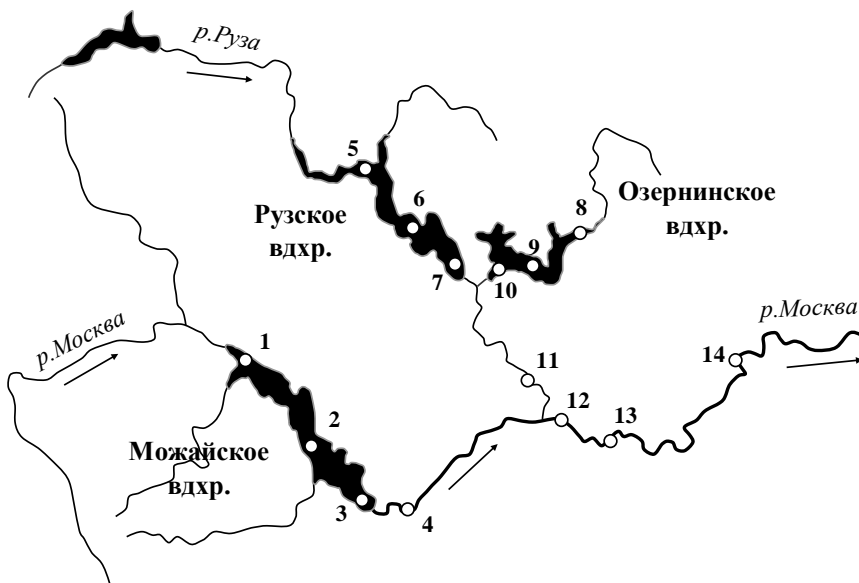 р.Руза
5
Рузское
вдхр.
6
7
Озернинское
вдхр.
8
9
10
р.Москва
1
2
Можайское
вдхр.
3
4
11
12
13
14
р.Москва